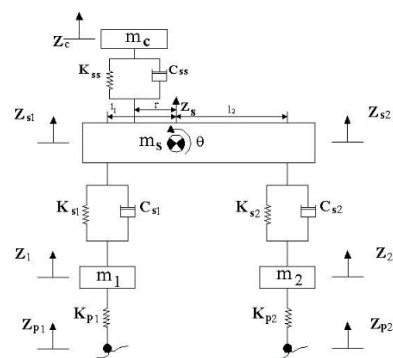 Z_c m_c
K_ss C_ss
l_1 r Z_s l_2
Z_s1 Z_s2
m_s θ
K_s1 C_s1 K_s2 C_s2
Z_1 Z_2
m_1 m_2
K_p1 K_p2
Z_p1 Z_p2